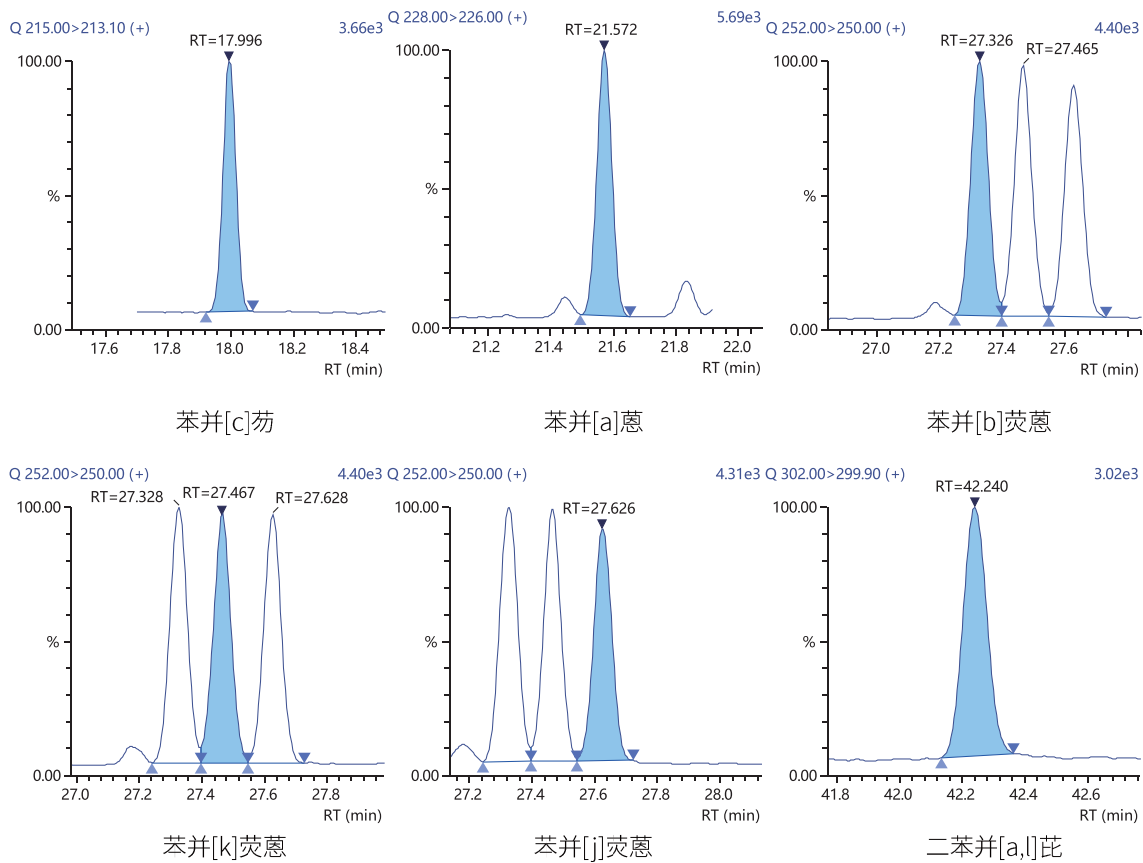 Q 215.00>213.10 (+) 3.66e3
RT=17.996
100.00
%
0.00
17.6 17.8 18.0 18.2 18.4
RT (min)
苯并[c]芴
Q 228.00>226.00 (+) 5.69e3
RT=21.572
100.00
%
0.00
21.2 21.4 21.6 21.8 22.0
RT (min)
苯并[a]蒽
Q 252.00>250.00 (+) 4.40e3
RT=27.326
RT=27.465
100.00
%
0.00
27.0 27.2 27.4 27.6
RT (min)
苯并[b]荧蒽
Q 252.00>250.00 (+) 4.40e3
RT=27.328 RT=27.467 RT=27.628
100.00
%
0.00
27.0 27.2 27.4 27.6 27.8
RT (min)
苯并[k]荧蒽
Q 252.00>250.00 (+) 4.31e3
RT=27.626
100.00
%
0.00
27.2 27.4 27.6 27.8 28.0
RT (min)
苯并[j]荧蒽
Q 302.00>299.90 (+) 3.02e3
RT=42.240
100.00
%
0.00
41.8 42.0 42.2 42.4 42.6
RT (min)
二苯并[a,l]芘